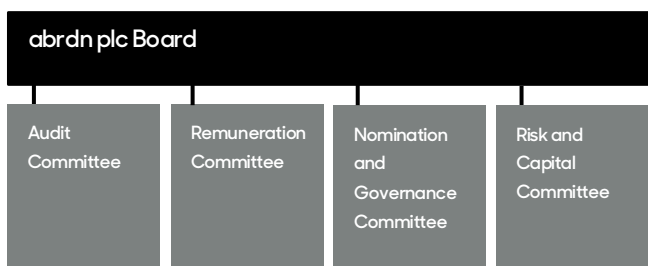 abrdn plc Board
Audit
Committee
Remuneration
Committee
Nomination
and
Governance
Committee
Risk and
Capital
Committee